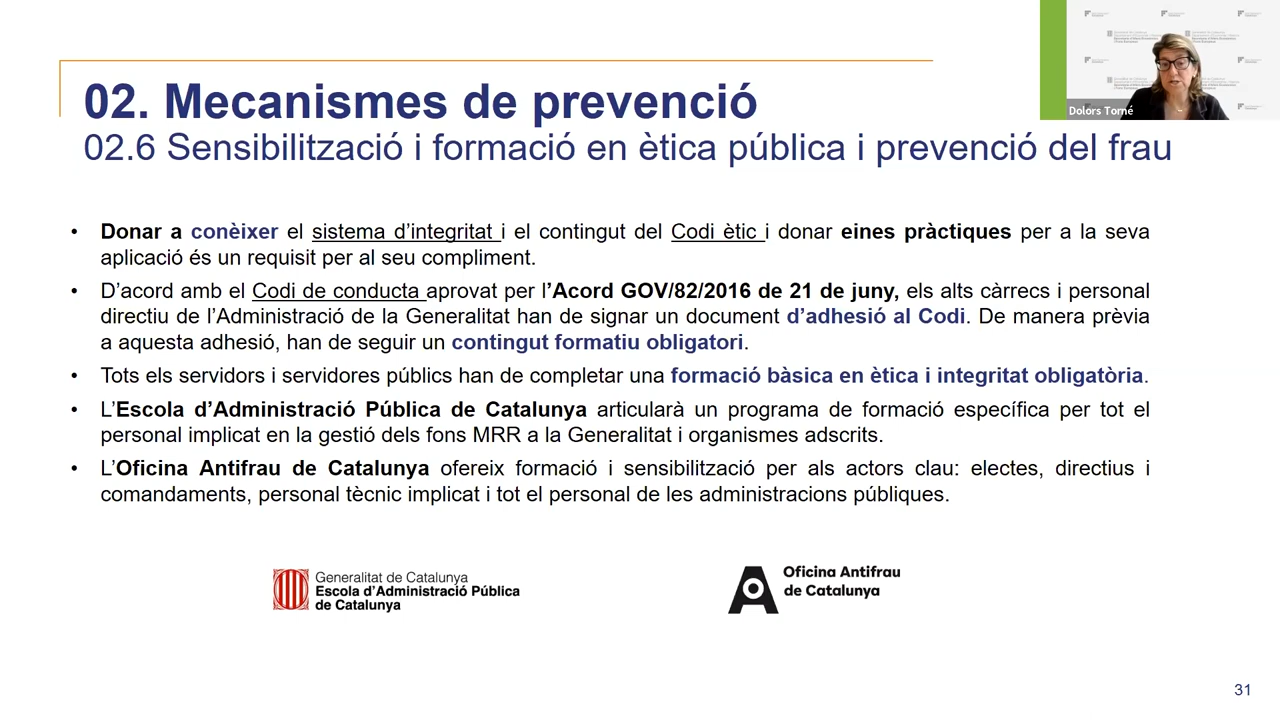 02. Mecanismes de prevenció
02.6 Sensibilització i formació en ètica pública i prevenció del frau
Dolors Torné
• Donar a conèixer el sistema d’integritat i el contingut del Codi ètic i donar eines pràctiques per a la seva
aplicació és un requisit per al seu compliment.
• D’acord amb el Codi de conducta aprovat per l’Acord GOV/82/2016 de 21 de juny, els alts càrrecs i personal
directiu de l’Administració de la Generalitat han de signar un document d’adhesió al Codi. De manera prèvia
a aquesta adhesió, han de seguir un contingut formatiu obligatori.
• Tots els servidors i servidores públics han de completar una formació bàsica en ètica i integritat obligatòria.
• L’Escola d’Administració Pública de Catalunya articularà un programa de formació específica per tot el
personal implicat en la gestió dels fons MRR a la Generalitat i organismes adscrits.
• L’Oficina Antifrau de Catalunya ofereix formació i sensibilització per als actors clau: electes, directius i
comandaments, personal tècnic implicat i tot el personal de les administracions públiques.
Generalitat de Catalunya
Escola d’Administració Pública
de Catalunya
Oficina Antifrau
de Catalunya
31